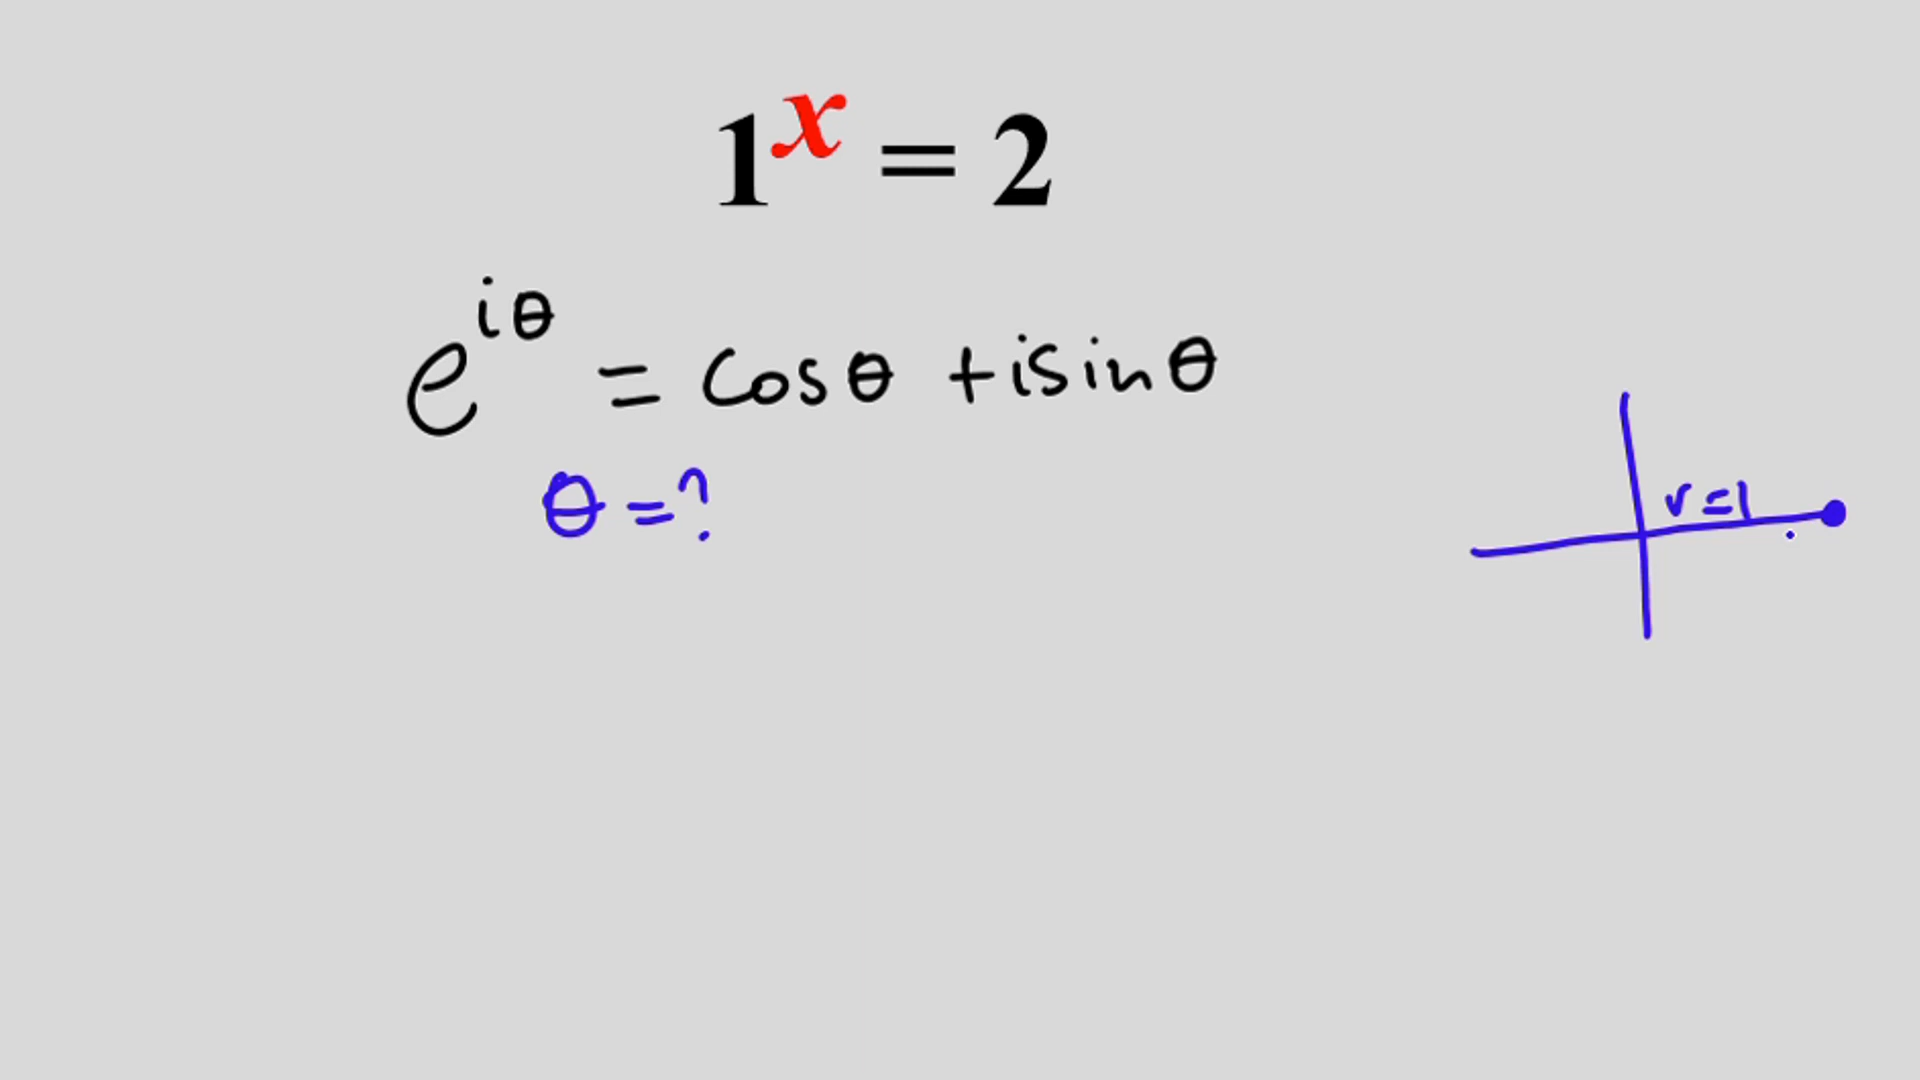 1^x = 2
e^{iθ} = cosθ + isinθ
θ = ?
r = 1